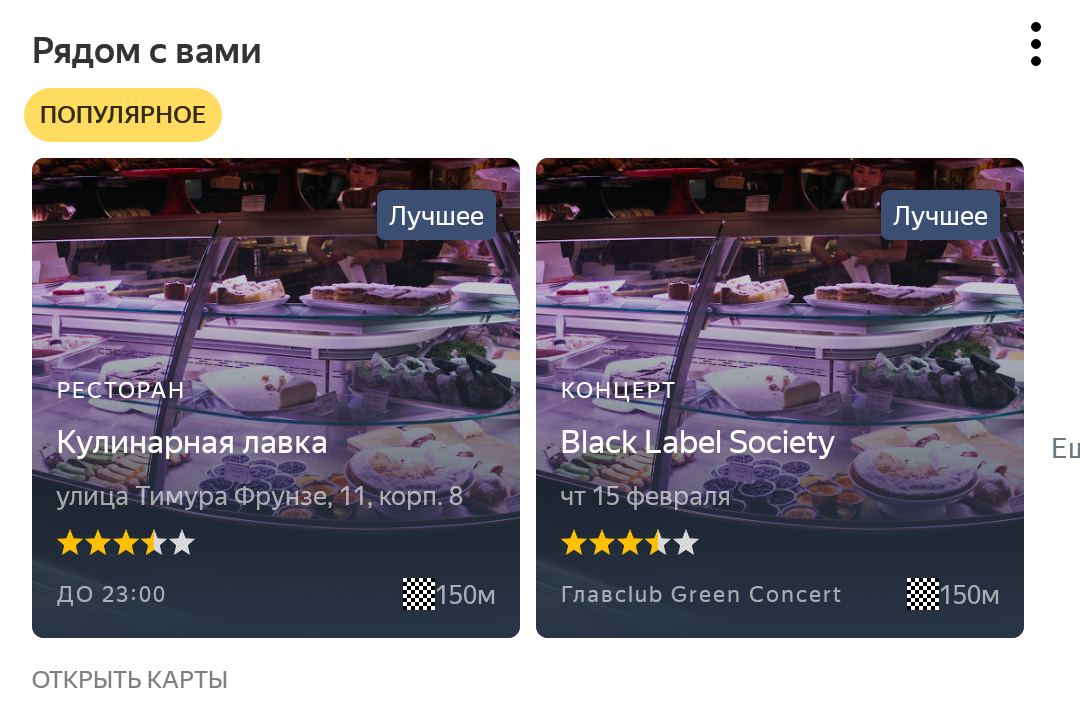 Рядом с вами
ПОПУЛЯРНОЕ
Лучшее
РЕСТОРАН
Кулинарная лавка
улица Тимура Фрунзе, 11, корп. 8
ДО 23:00
150м
Лучшее
КОНЦЕРТ
Black Label Society
чт 15 февраля
Главclub Green Concert
150м
ОТКРЫТЬ КАРТЫ